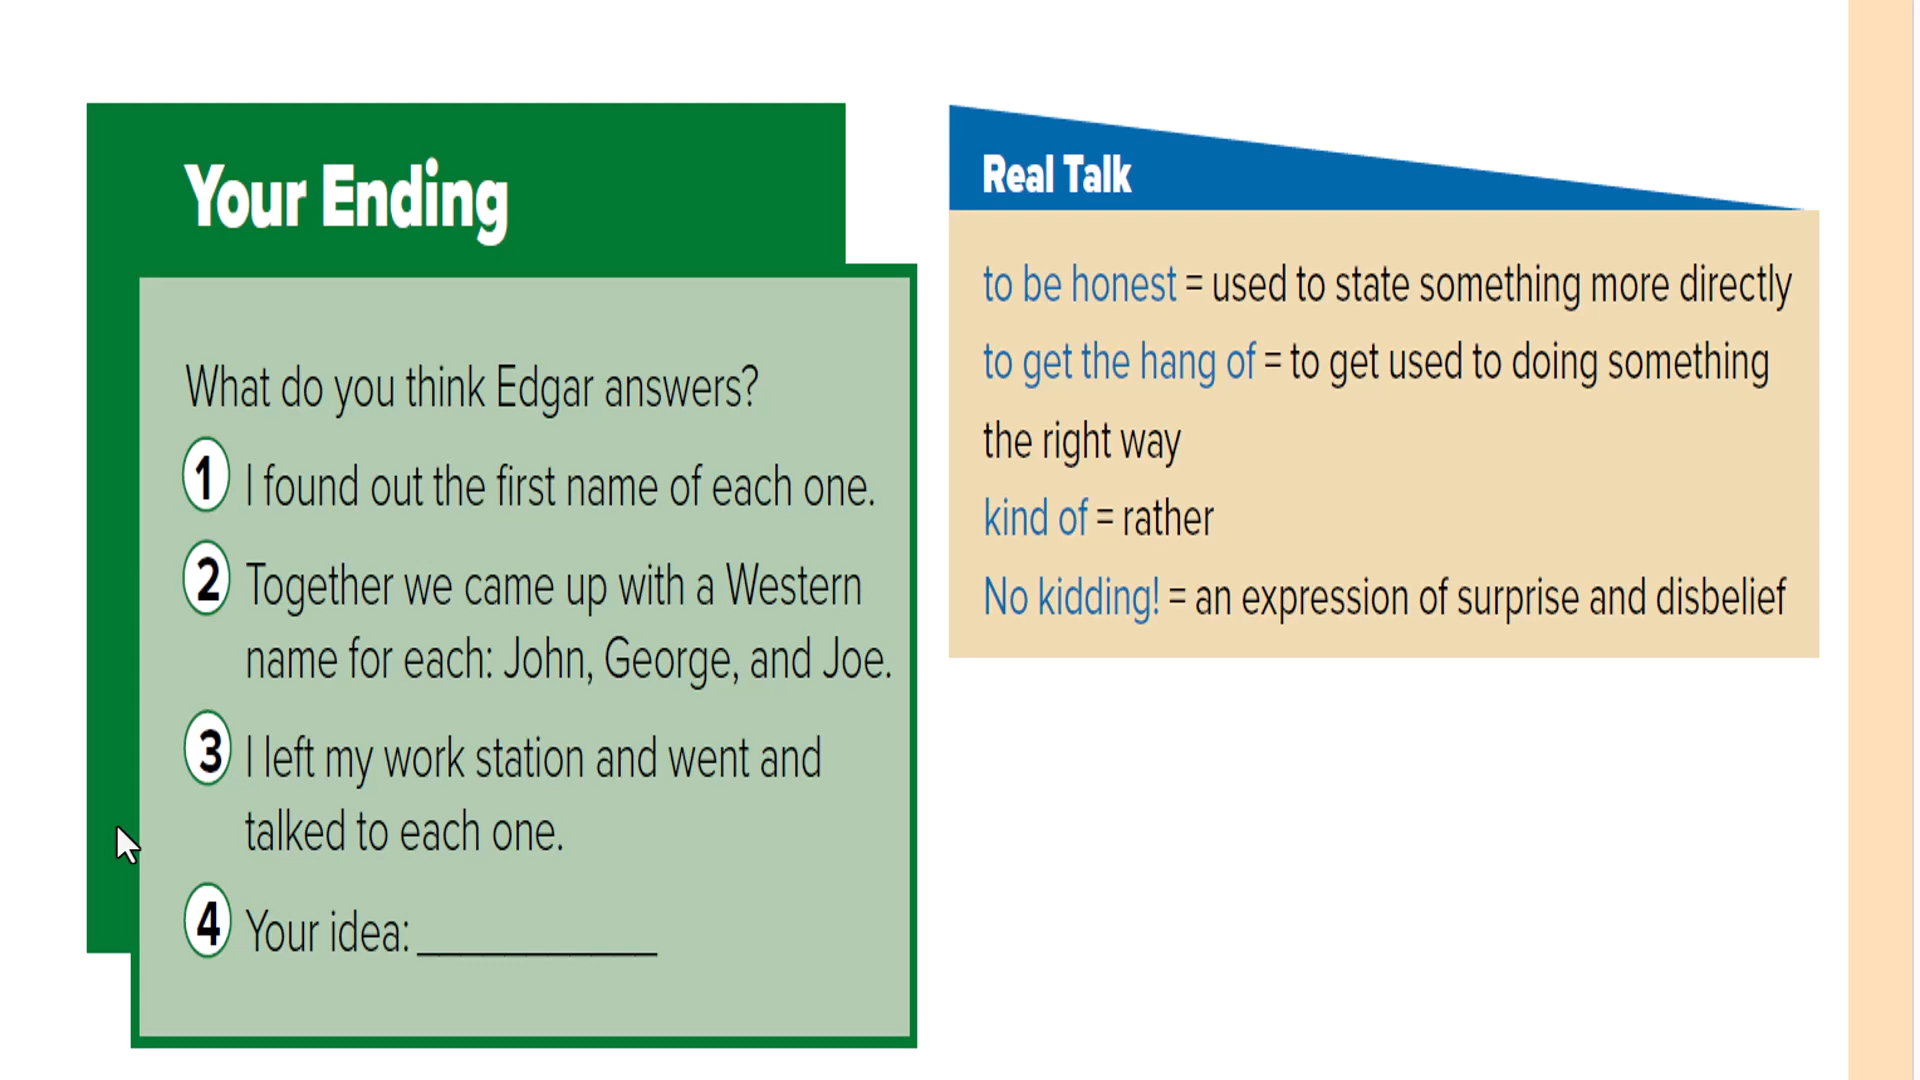 Your Ending
What do you think Edgar answers?
1 I found out the first name of each one.
2 Together we came up with a Western
name for each: John, George, and Joe.
3 I left my work station and went and
talked to each one.
4 Your idea: ___________
Real Talk
to be honest = used to state something more directly
to get the hang of = to get used to doing something
the right way
kind of = rather
No kidding! = an expression of surprise and disbelief